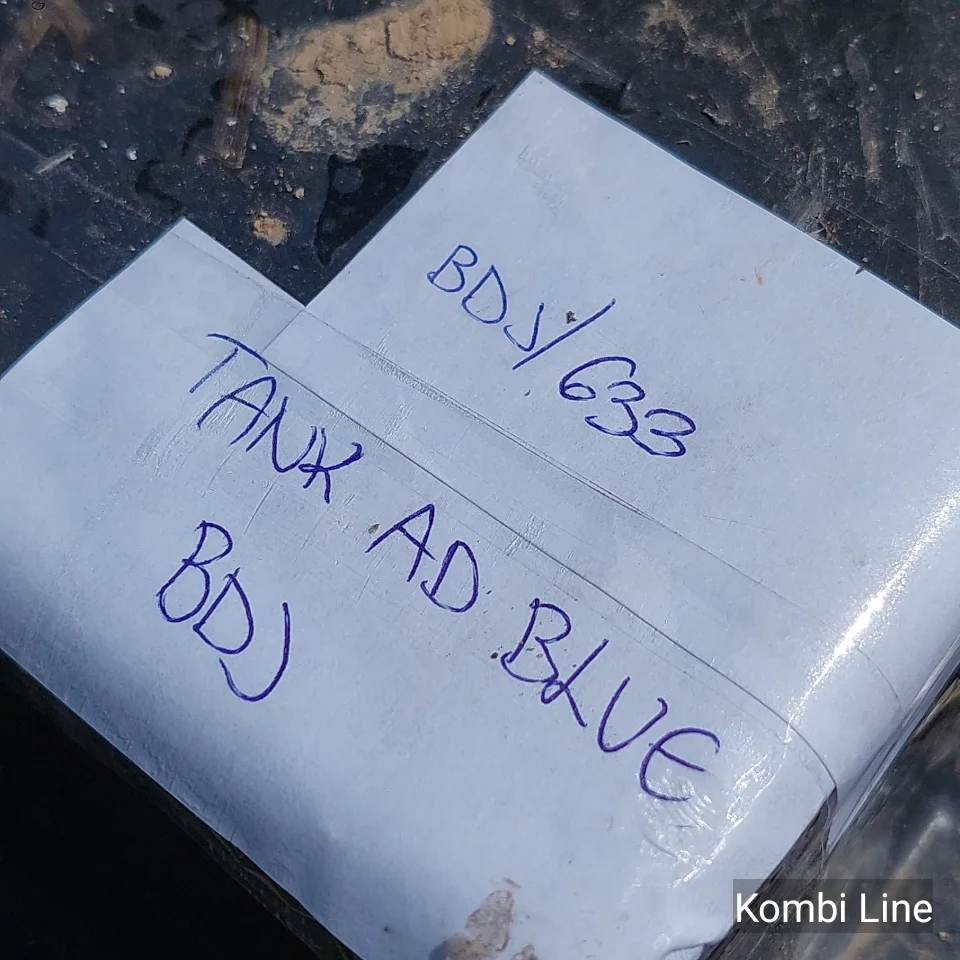 BDJ/633
TANK AD BLUE
BDJ
Kombi Line